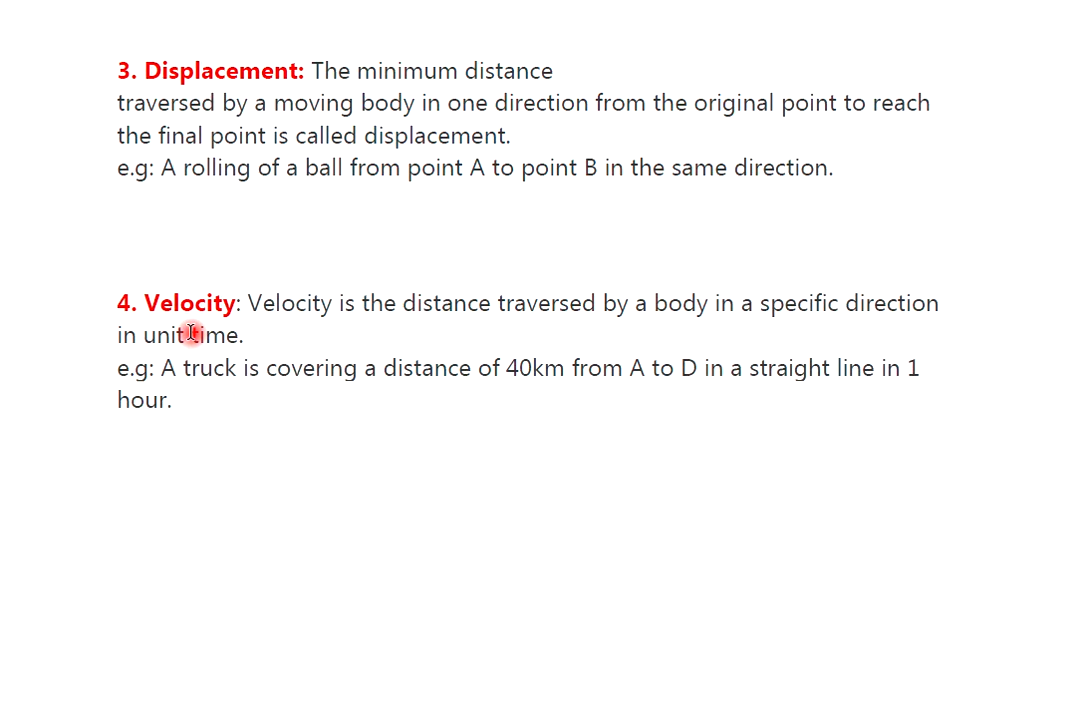 3. Displacement: The minimum distance
traversed by a moving body in one direction from the original point to reach
the final point is called displacement.
e.g: A rolling of a ball from point A to point B in the same direction.
4. Velocity: Velocity is the distance traversed by a body in a specific direction
in unit time.
e.g: A truck is covering a distance of 40km from A to D in a straight line in 1
hour.